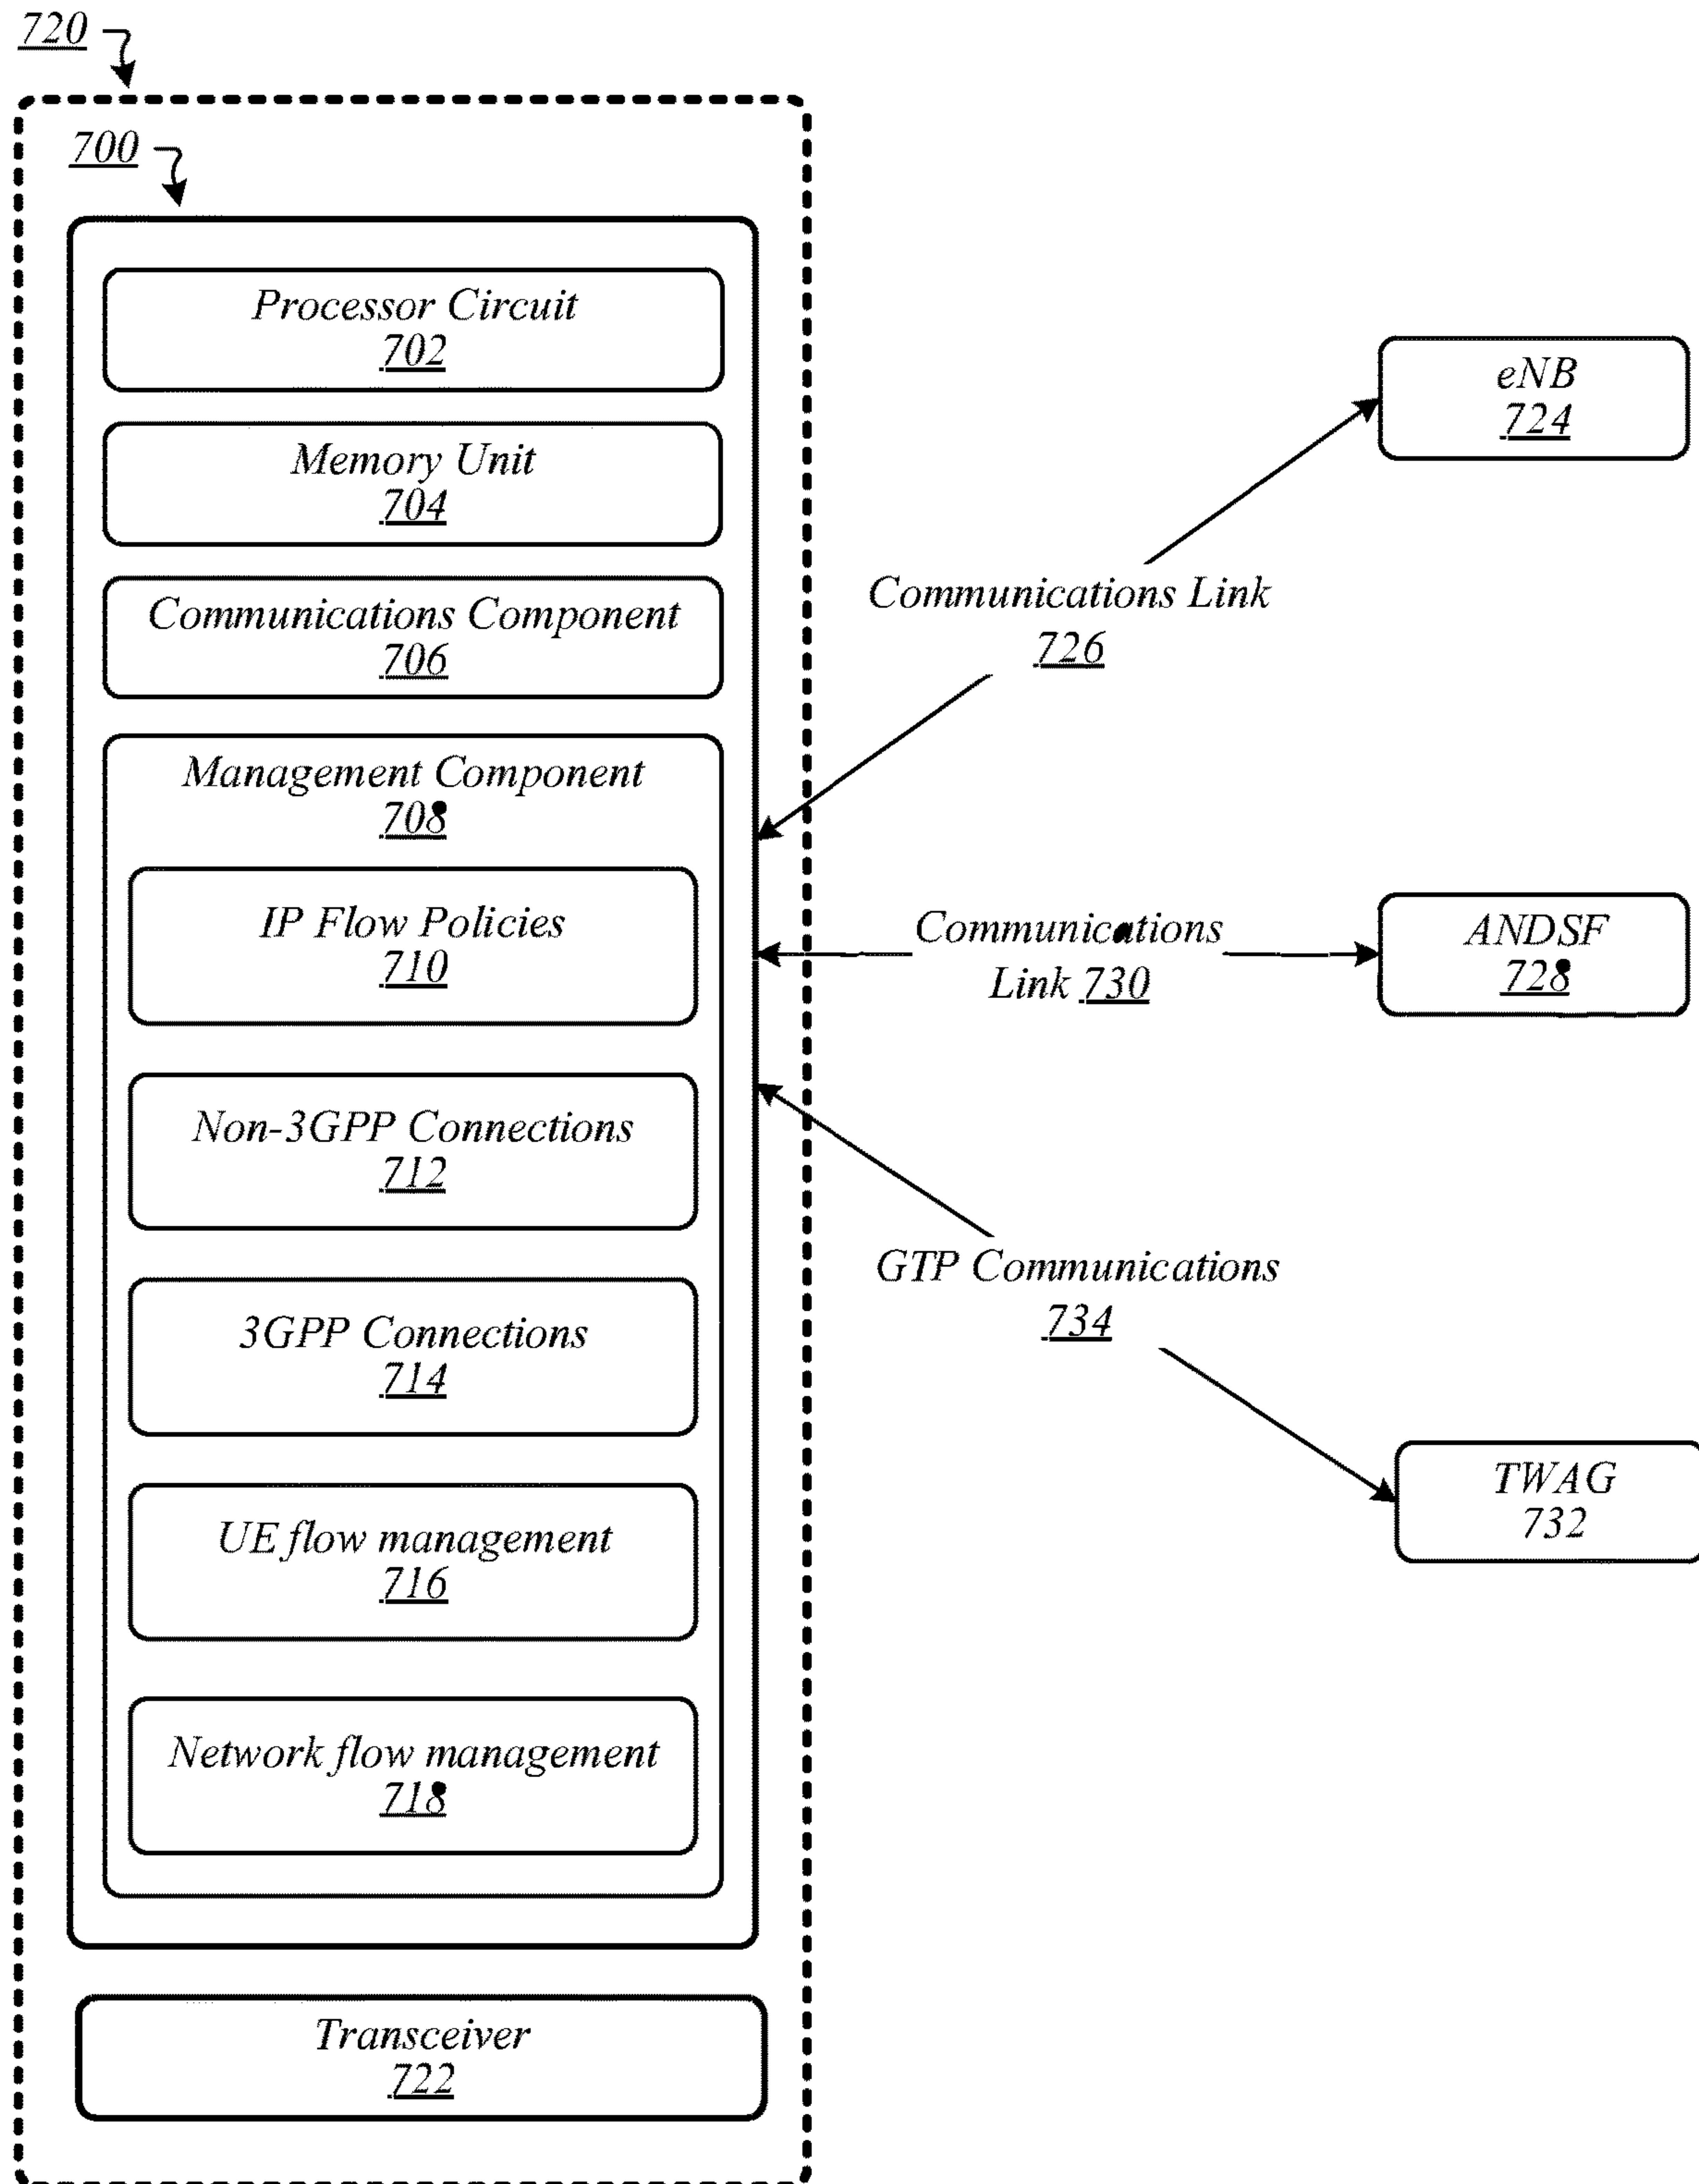 720
700
Processor Circuit
702
Memory Unit
704
Communications Component
706
Management Component
708
IP Flow Policies
710
Non-3GPP Connections
712
3GPP Connections
714
UE flow management
716
Network flow management
718
Transceiver
722
Communications Link
726
Communications
Link 730
GTP Communications
734
eNB
724
ANDSF
728
TWAG
732